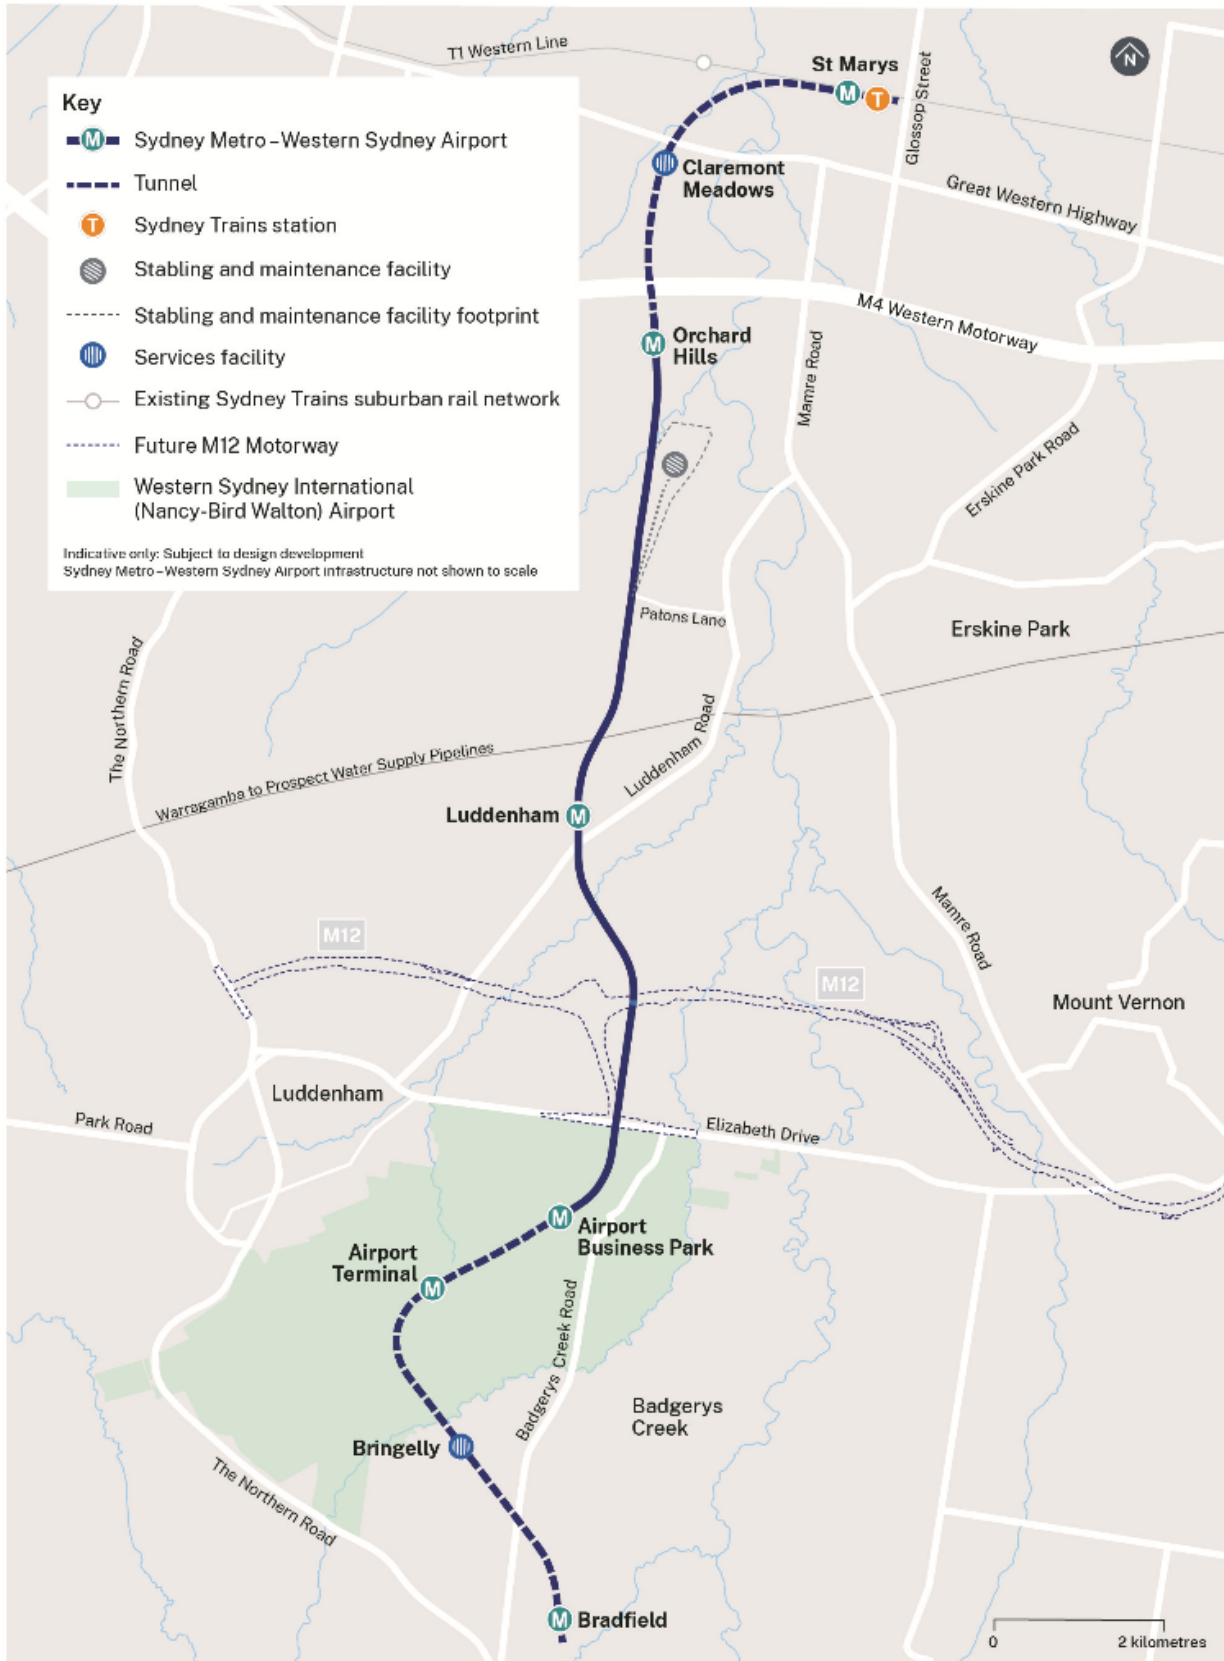 T1 Western Line
St Marys
N
M
T
Glossop Street
Key
M Sydney Metro – Western Sydney Airport
Tunnel
T Sydney Trains station
Stabling and maintenance facility
Stabling and maintenance facility footprint
Services facility
Existing Sydney Trains suburban rail network
Future M12 Motorway
Western Sydney International
(Nancy-Bird Walton) Airport
Indicative only: Subject to design development
Sydney Metro – Western Sydney Airport infrastructure not shown to scale
Claremont
Meadows
Great Western Highway
M4 Western Motorway
M
Orchard
Hills
Mamre Road
Erskine Park Road
Patons Lane
Erskine Park
The Northern Road
Warragamba to Prospect Water Supply Pipelines
Luddenham Road
Luddenham
M
Mamre Road
M12
M12
Mount Vernon
Luddenham
Park Road
Elizabeth Drive
M
Airport
Business Park
Airport
Terminal
M
Badgerys Creek Road
Badgerys
Creek
Bringelly
The Northern Road
M
Bradfield
0
2 kilometres